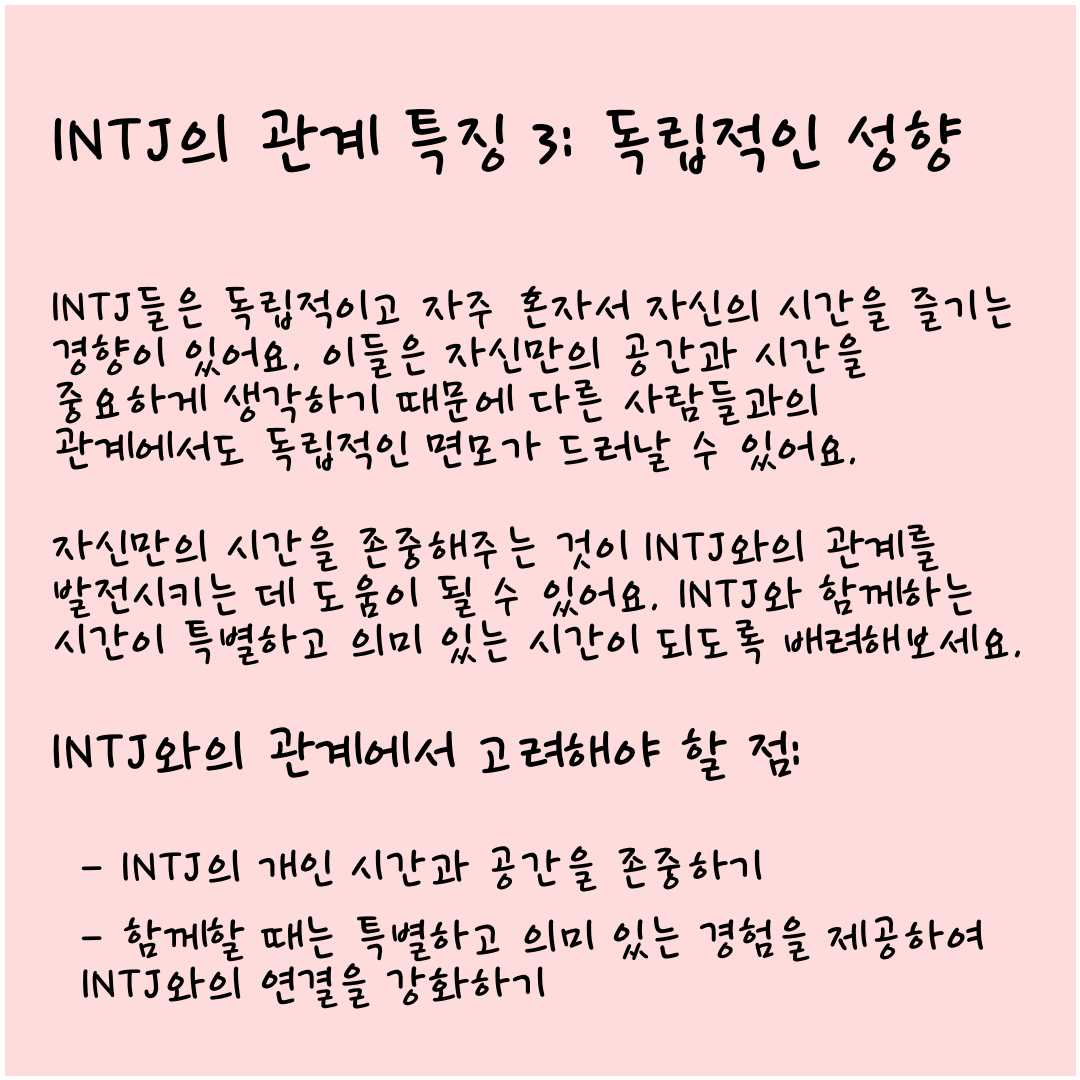 INTJ의 관계 특징 3: 독립적인 성향
INTJ들은 독립적이고 자주 혼자서 자신의 시간을 즐기는
경향이 있어요. 이들은 자신만의 공간과 시간을
중요하게 생각하기 때문에 다른 사람들과의
관계에서도 독립적인 면모가 드러날 수 있어요.
자신만의 시간을 존중해주는 것이 INTJ와의 관계를
발전시키는 데 도움이 될 수 있어요. INTJ와 함께하는
시간이 특별하고 의미 있는 시간이 되도록 배려해보세요.
INTJ와의 관계에서 고려해야 할 점:
- INTJ의 개인 시간과 공간을 존중하기
- 함께할 때는 특별하고 의미 있는 경험을 제공하여
INTJ와의 연결을 강화하기